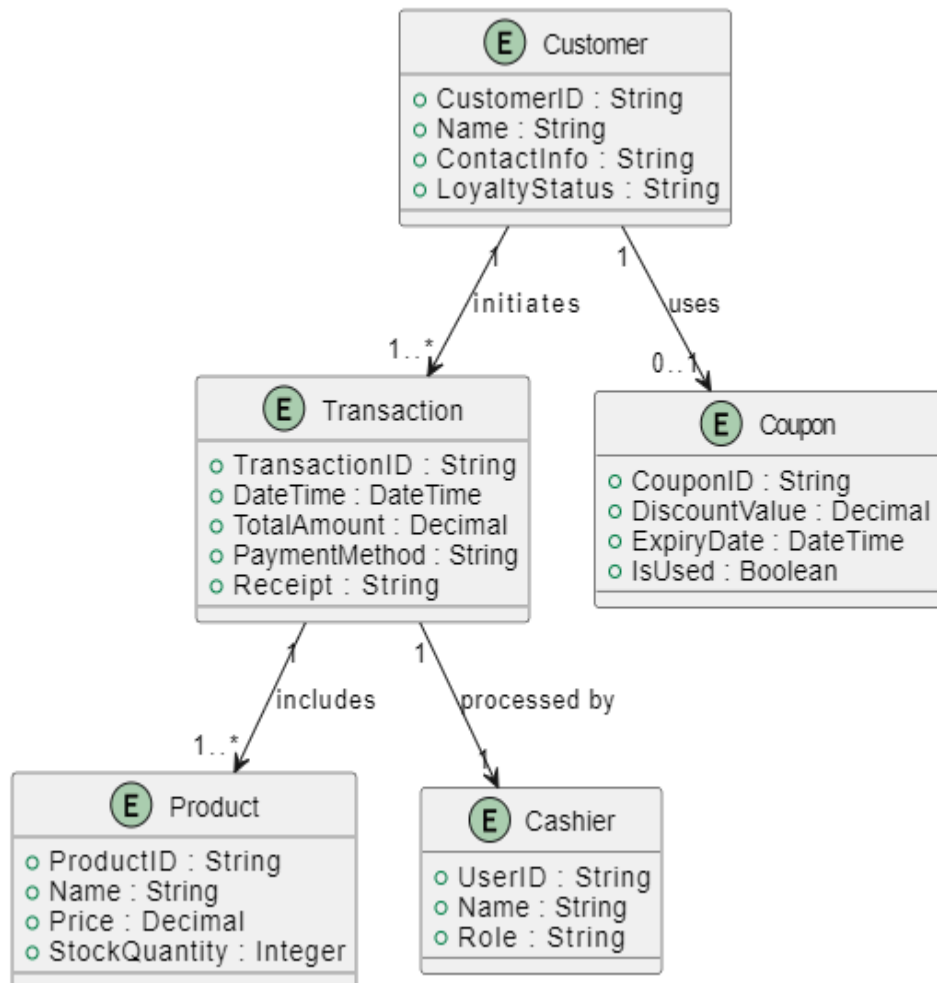 E Customer
CustomerID : String
Name : String
ContactInfo : String
LoyaltyStatus : String
1 1
initiates uses
1..* 0..1
E Transaction
TransactionID : String
DateTime : DateTime
TotalAmount : Decimal
PaymentMethod : String
Receipt : String
E Coupon
CouponID : String
DiscountValue : Decimal
ExpiryDate : DateTime
IsUsed : Boolean
1 1
includes processed by
1..* 1
E Product
ProductID : String
Name : String
Price : Decimal
StockQuantity : Integer
E Cashier
UserID : String
Name : String
Role : String